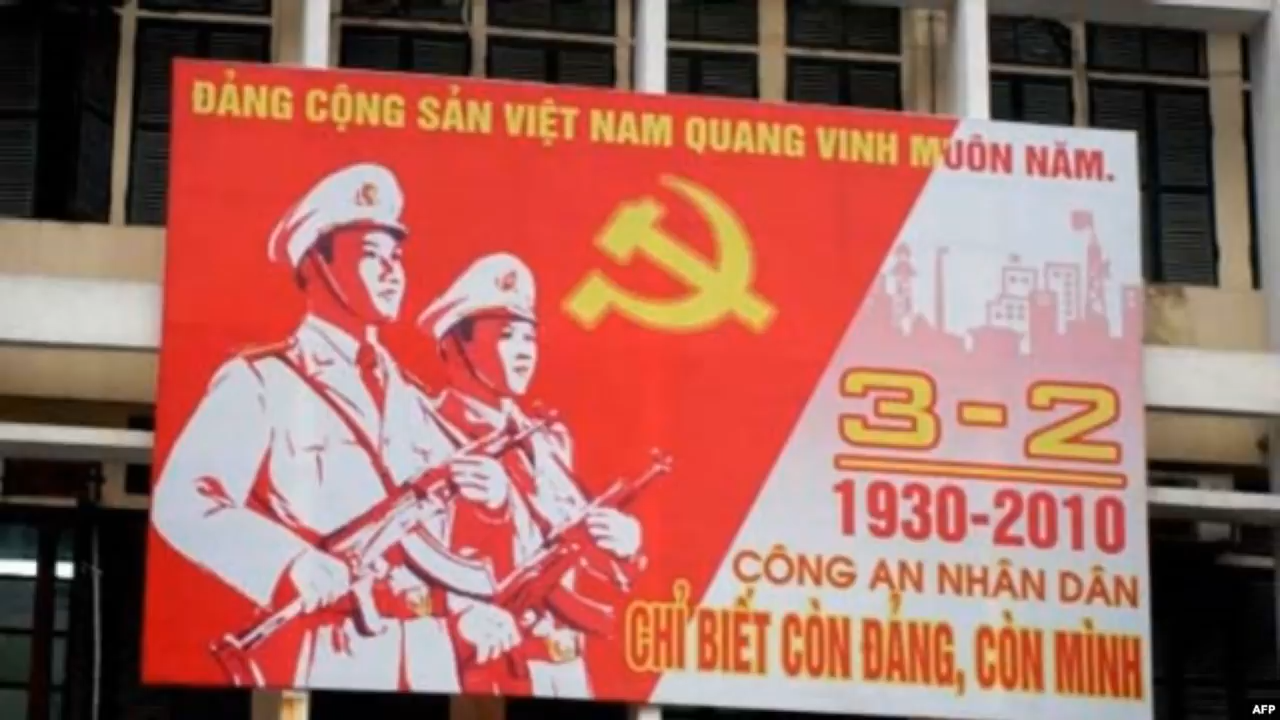 ĐẢNG CỘNG SẢN VIỆT NAM QUANG VINH MUÔN NĂM.
3-2
1930-2010
CÔNG AN NHÂN DÂN
CHỈ BIẾT CÒN ĐẢNG, CÒN MÌNH
AFP